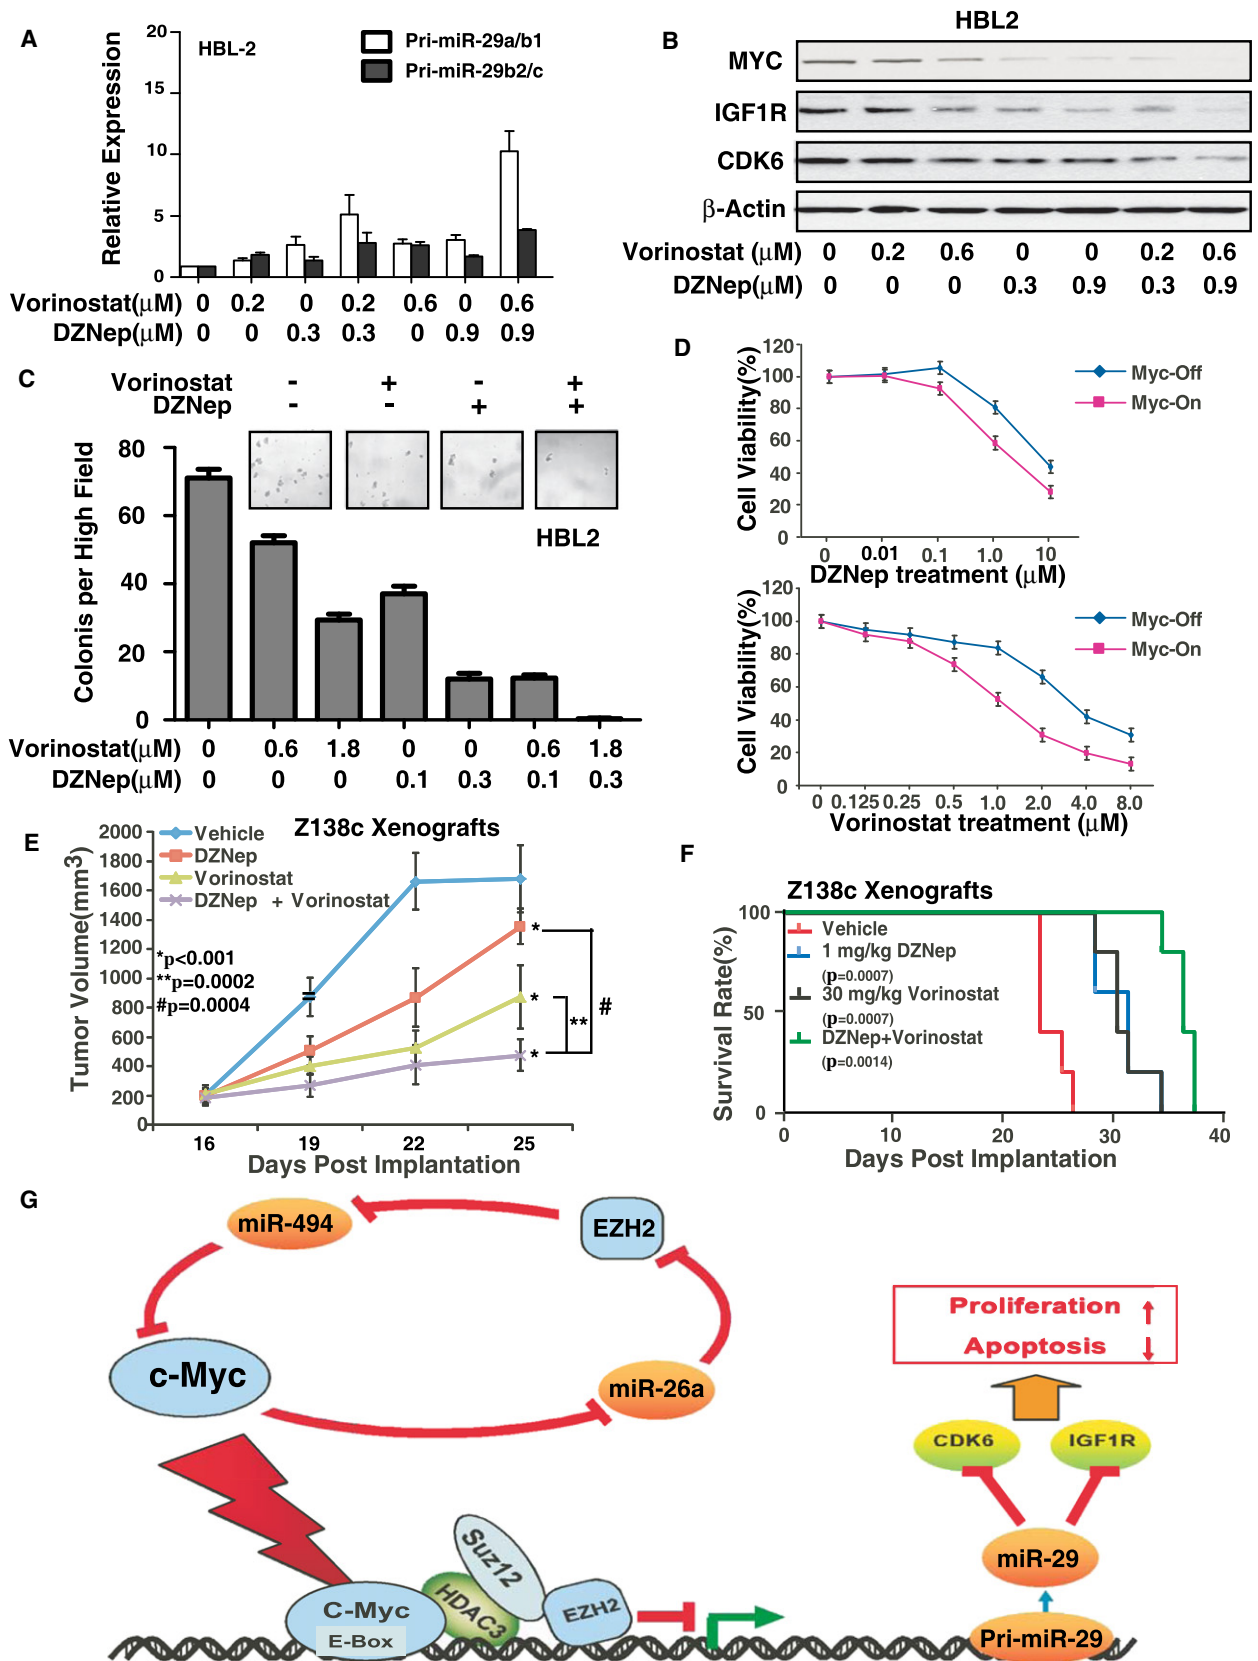 A
HBL-2
Pri-miR-29a/b1
Pri-miR-29b2/c
Relative Expression
20
15
10
5
0
Vorinostat(μM) 0 0.2 0 0.2 0.6 0 0.6
DZNep(μM) 0 0 0.3 0.3 0 0.9 0.9
B
HBL2
MYC
IGF1R
CDK6
β-Actin
Vorinostat (μM) 0 0.2 0.6 0 0 0.2 0.6
DZNep(μM) 0 0 0 0.3 0.9 0.3 0.9
C
Vorinostat - + - +
DZNep - - + +
Colonis per High Field
80
60
40
20
0
HBL2
Vorinostat(μM) 0 0.6 1.8 0 0 0.6 1.8
DZNep(μM) 0 0 0 0.1 0.3 0.1 0.3
D
Cell Viability(%)
120
100
80
60
40
20
0
Myc-Off
Myc-On
0 0.01 0.1 1.0 10
DZNep treatment (μM)
Cell Viability(%)
120
100
80
60
40
20
0
Myc-Off
Myc-On
0 0.125 0.25 0.5 1.0 2.0 4.0 8.0
Vorinostat treatment (μM)
E
Z138c Xenografts
Tumor Volume(mm3)
2000
1800
1600
1400
1200
1000
800
600
400
200
0
Vehicle
DZNep
Vorinostat
DZNep + Vorinostat
*p<0.001
**p=0.0002
#p=0.0004
*
*
*
**
#
16 19 22 25
Days Post Implantation
F
Z138c Xenografts
Survival Rate(%)
100
50
0
Vehicle
1 mg/kg DZNep
(p=0.0007)
30 mg/kg Vorinostat
(p=0.0007)
DZNep+Vorinostat
(p=0.0014)
0 20 30 40
Days Post Implantation
G
miR-494
EZH2
c-Myc
miR-26a
Proliferation
Apoptosis
CDK6
IGF1R
miR-29
Pri-miR-29
C-Myc
E-Box
HDAC3
Suz12
EZH2